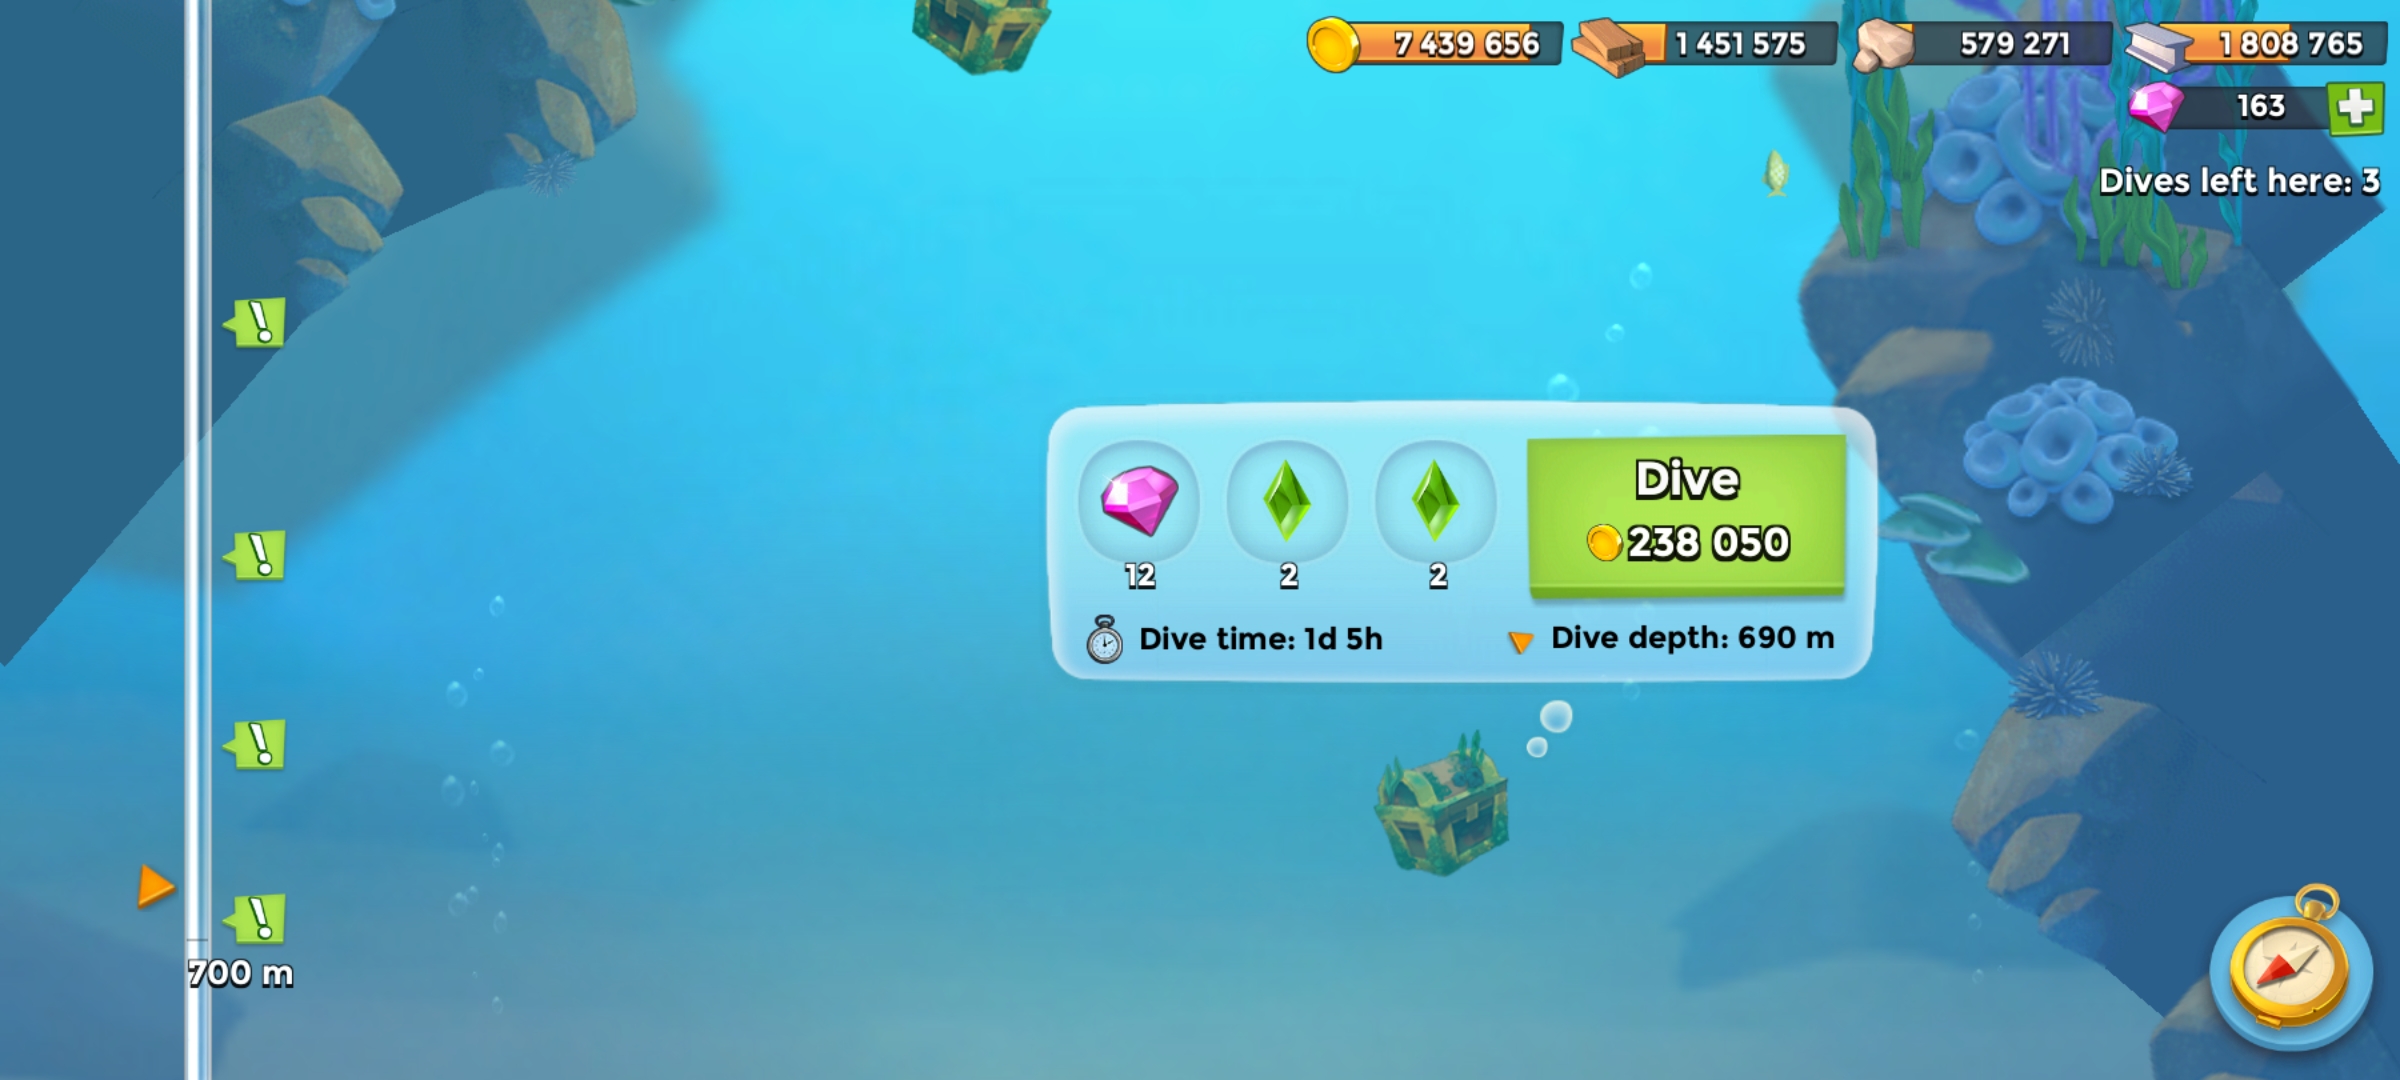 7 439 656
1 451 575
579 271
1 808 765
163
Dives left here: 3
Dive
238 050
12
2
2
Dive time: 1d 5h
Dive depth: 690 m
!
!
!
!
700 m